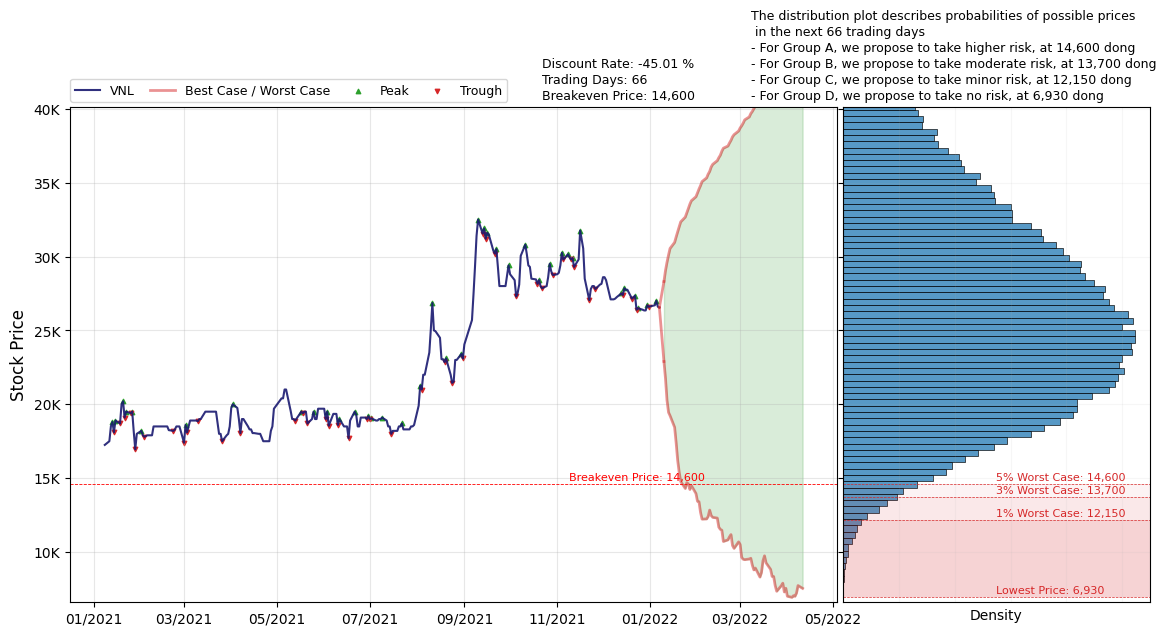 The distribution plot describes probabilities of possible prices
in the next 66 trading days
- For Group A, we propose to take higher risk, at 14,600 dong
- For Group B, we propose to take moderate risk, at 13,700 dong
- For Group C, we propose to take minor risk, at 12,150 dong
- For Group D, we propose to take no risk, at 6,930 dong
Discount Rate: -45.01 %
Trading Days: 66
Breakeven Price: 14,600
VNL
Best Case / Worst Case
Peak
Trough
Stock Price
40K
35K
30K
25K
20K
15K
10K
Breakeven Price: 14,600
5% Worst Case: 14,600
3% Worst Case: 13,700
1% Worst Case: 12,150
Lowest Price: 6,930
01/2021
03/2021
05/2021
07/2021
09/2021
11/2021
01/2022
03/2022
05/2022
Density